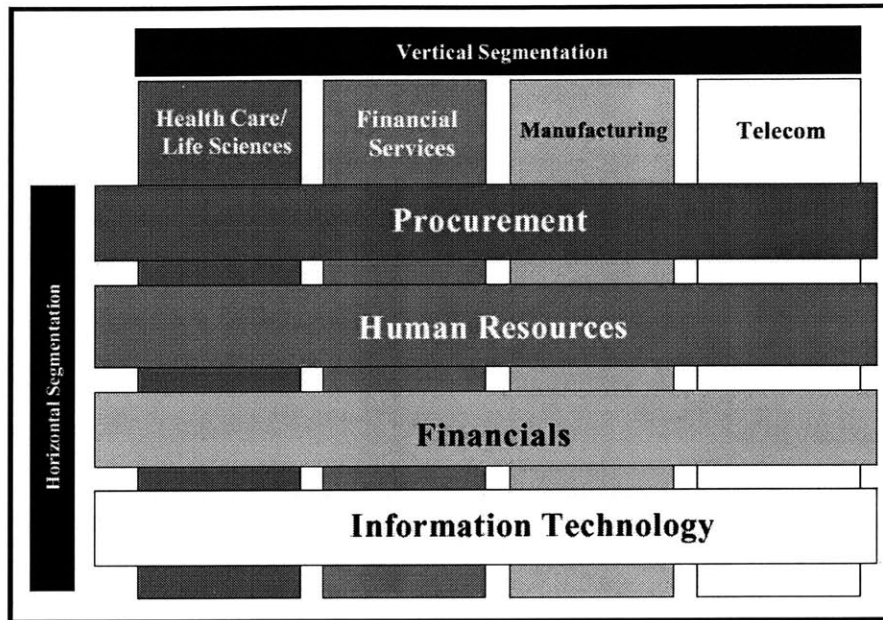 Vertical Segmentation
Health Care/
Life Sciences
Financial
Services
Manufacturing
Telecom
Horizontal Segmentation
Procurement
Human Resources
Financials
Information Technology